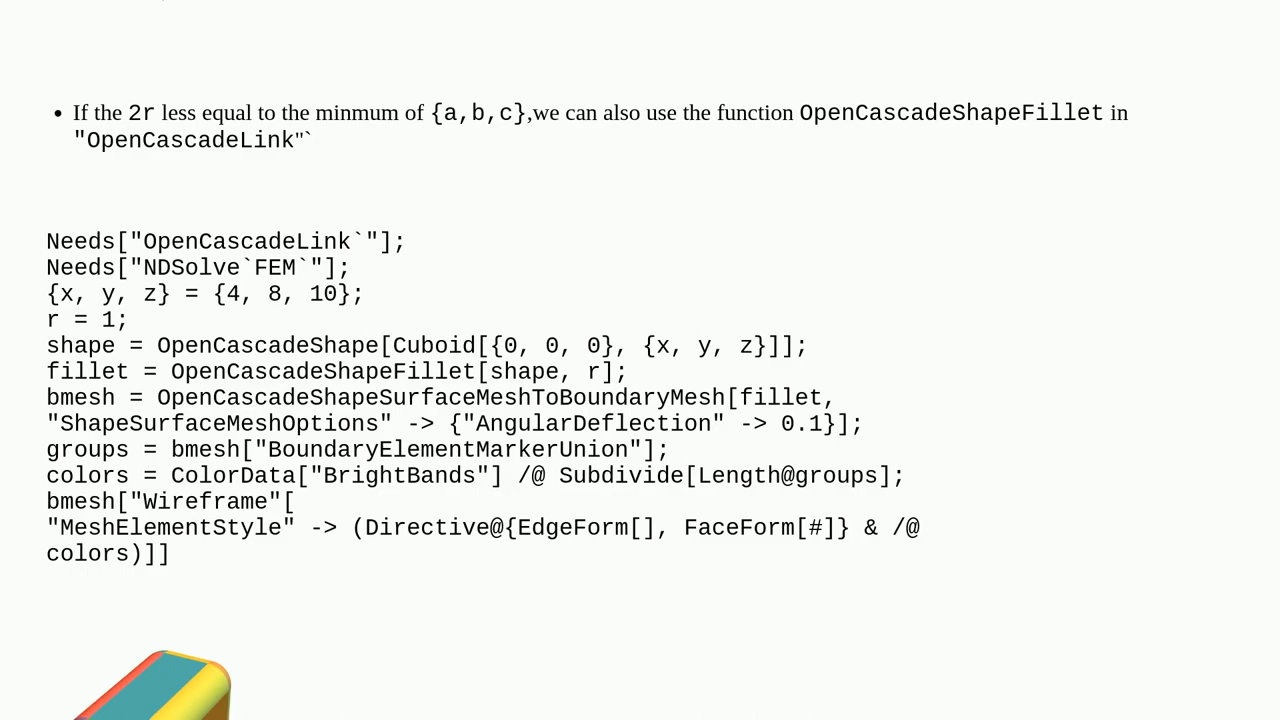 • If the 2r less equal to the minmum of {a,b,c},we can also use the function OpenCascadeShapeFillet in
"OpenCascadeLink"`
Needs["OpenCascadeLink`"];
Needs["NDSolve`FEM`"];
{x, y, z} = {4, 8, 10};
r = 1;
shape = OpenCascadeShape[Cuboid[{0, 0, 0}, {x, y, z}]];
fillet = OpenCascadeShapeFillet[shape, r];
bmesh = OpenCascadeShapeSurfaceMeshToBoundaryMesh[fillet,
"ShapeSurfaceMeshOptions" -> {"AngularDeflection" -> 0.1}];
groups = bmesh["BoundaryElementMarkerUnion"];
colors = ColorData["BrightBands"] /@ Subdivide[Length@groups];
bmesh["Wireframe"[
"MeshElementStyle" -> (Directive@{EdgeForm[], FaceForm[#]} & /@
colors)]]